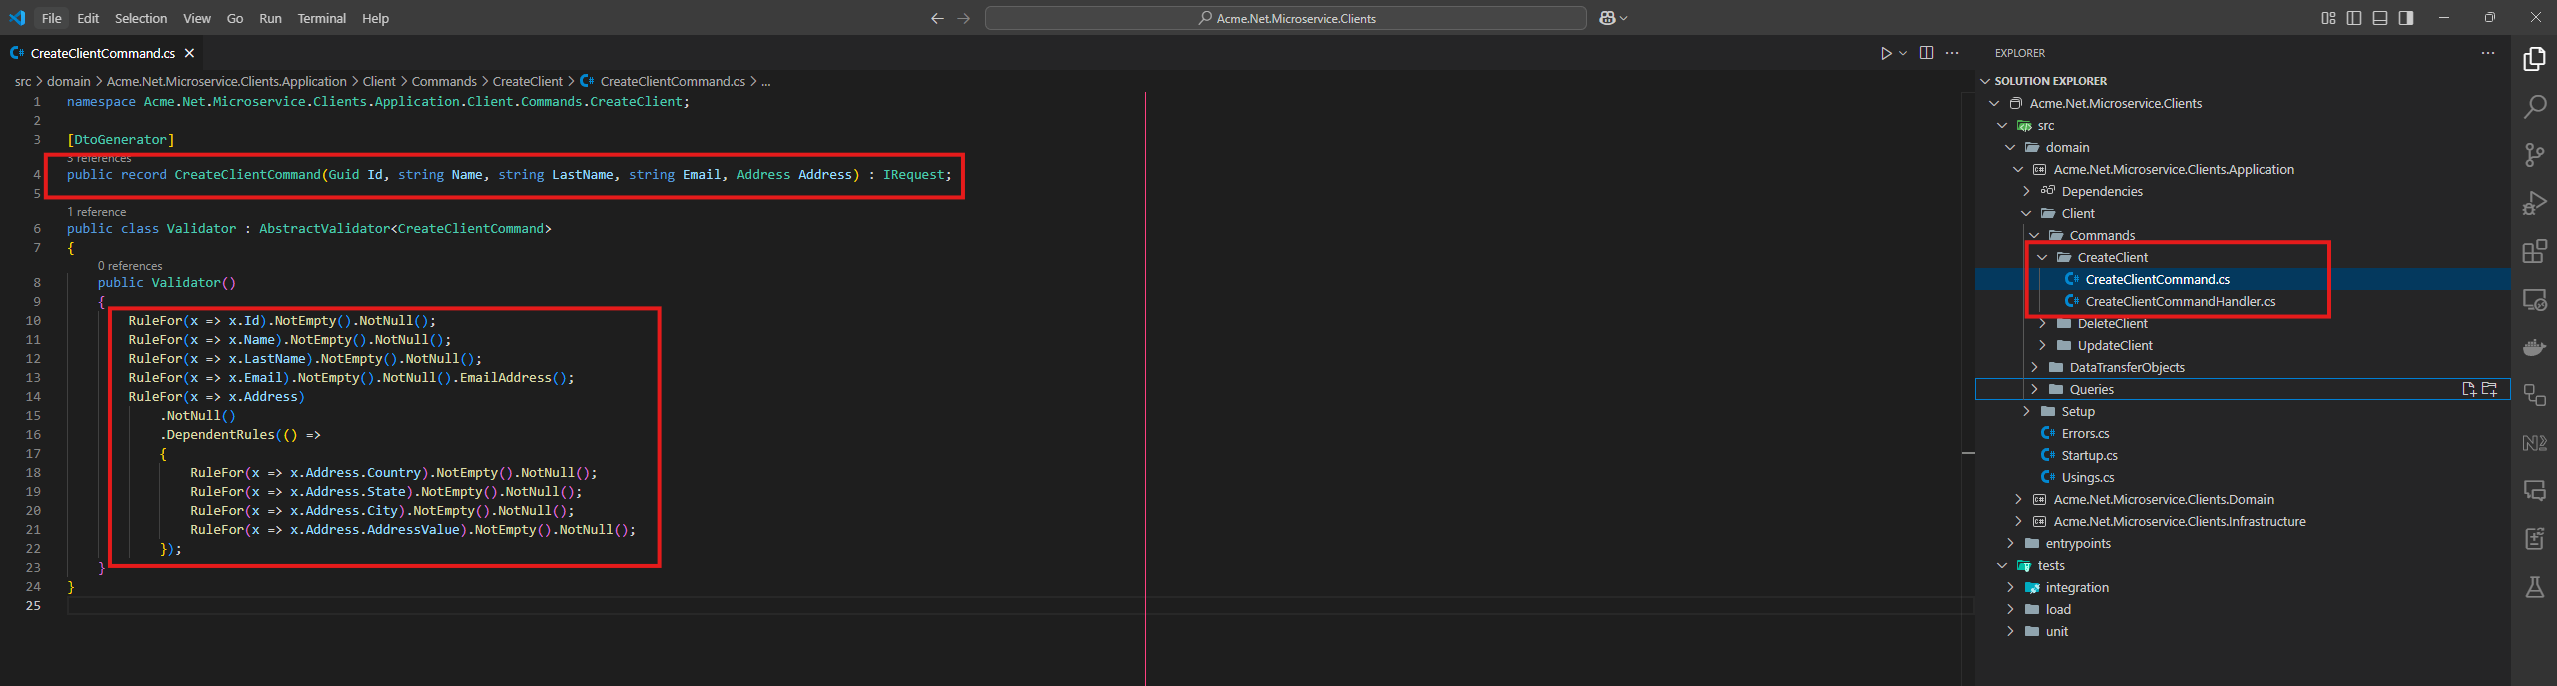 File Edit Selection View Go Run Terminal Help
Acme.Net.Microservice.Clients
CreateClientCommand.cs
src > domain > Acme.Net.Microservice.Clients.Application > Client > Commands > CreateClient > CreateClientCommand.cs > ...
1 namespace Acme.Net.Microservice.Clients.Application.Client.Commands.CreateClient;
2
3 [DtoGenerator]
3 references
4 public record CreateClientCommand(Guid Id, string Name, string LastName, string Email, Address Address) : IRequest;
5
1 reference
6 public class Validator : AbstractValidator<CreateClientCommand>
7 {
0 references
8 public Validator()
9 {
10 RuleFor(x => x.Id).NotEmpty().NotNull();
11 RuleFor(x => x.Name).NotEmpty().NotNull();
12 RuleFor(x => x.LastName).NotEmpty().NotNull();
13 RuleFor(x => x.Email).NotEmpty().NotNull().EmailAddress();
14 RuleFor(x => x.Address)
15 .NotNull()
16 .DependentRules(() =>
17 {
18 RuleFor(x => x.Address.Country).NotEmpty().NotNull();
19 RuleFor(x => x.Address.State).NotEmpty().NotNull();
20 RuleFor(x => x.Address.City).NotEmpty().NotNull();
21 RuleFor(x => x.Address.AddressValue).NotEmpty().NotNull();
22 });
23 }
24 }
25
EXPLORER
SOLUTION EXPLORER
Acme.Net.Microservice.Clients
src
domain
Acme.Net.Microservice.Clients.Application
Dependencies
Client
Commands
CreateClient
CreateClientCommand.cs
CreateClientCommandHandler.cs
DeleteClient
UpdateClient
DataTransferObjects
Queries
Setup
Errors.cs
Startup.cs
Usings.cs
Acme.Net.Microservice.Clients.Domain
Acme.Net.Microservice.Clients.Infrastructure
entrypoints
tests
integration
load
unit